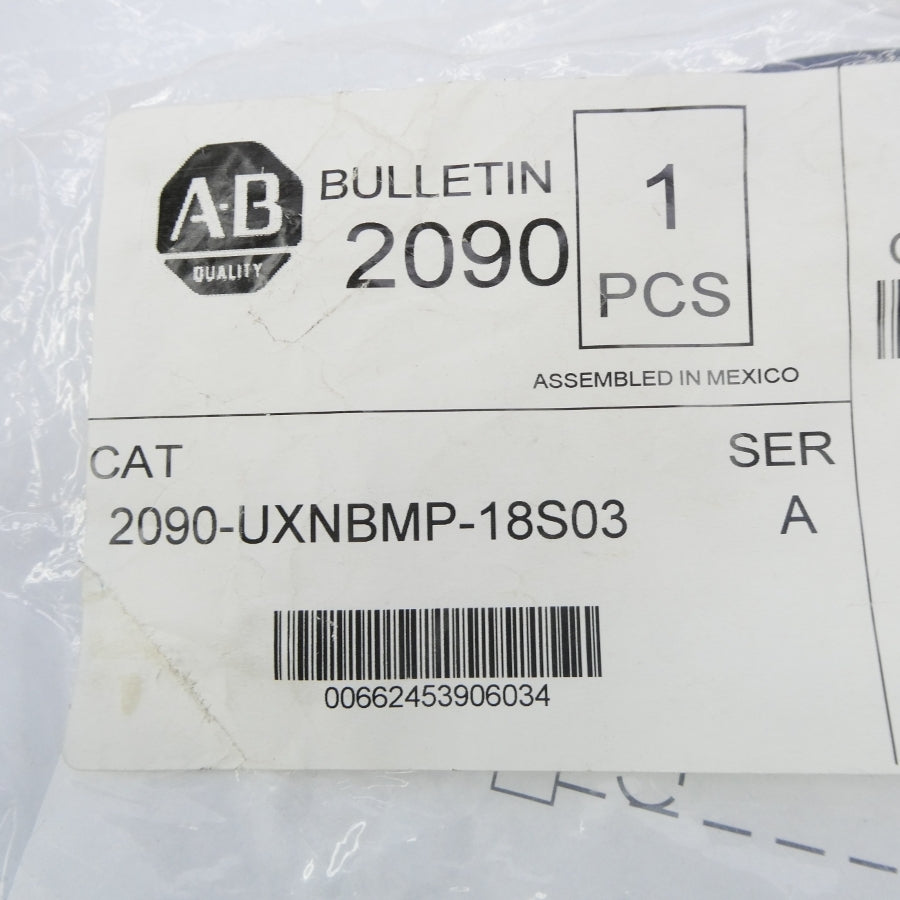 A-B
QUALITY
BULLETIN
2090
1
PCS
ASSEMBLED IN MEXICO
CAT
SER
2090-UXNBMP-18S03
A
00662453906034